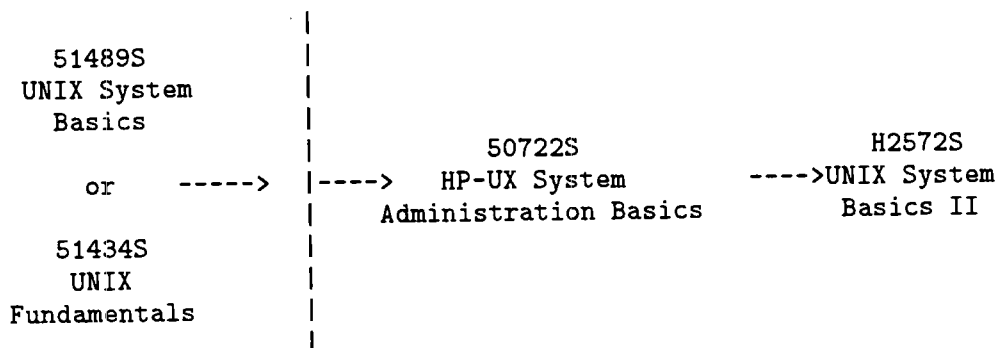 51489S
UNIX System
Basics
or ----->
51434S
UNIX
Fundamentals
|---->
50722S
HP-UX System
Administration Basics
---->UNIX System
H2572S
Basics II